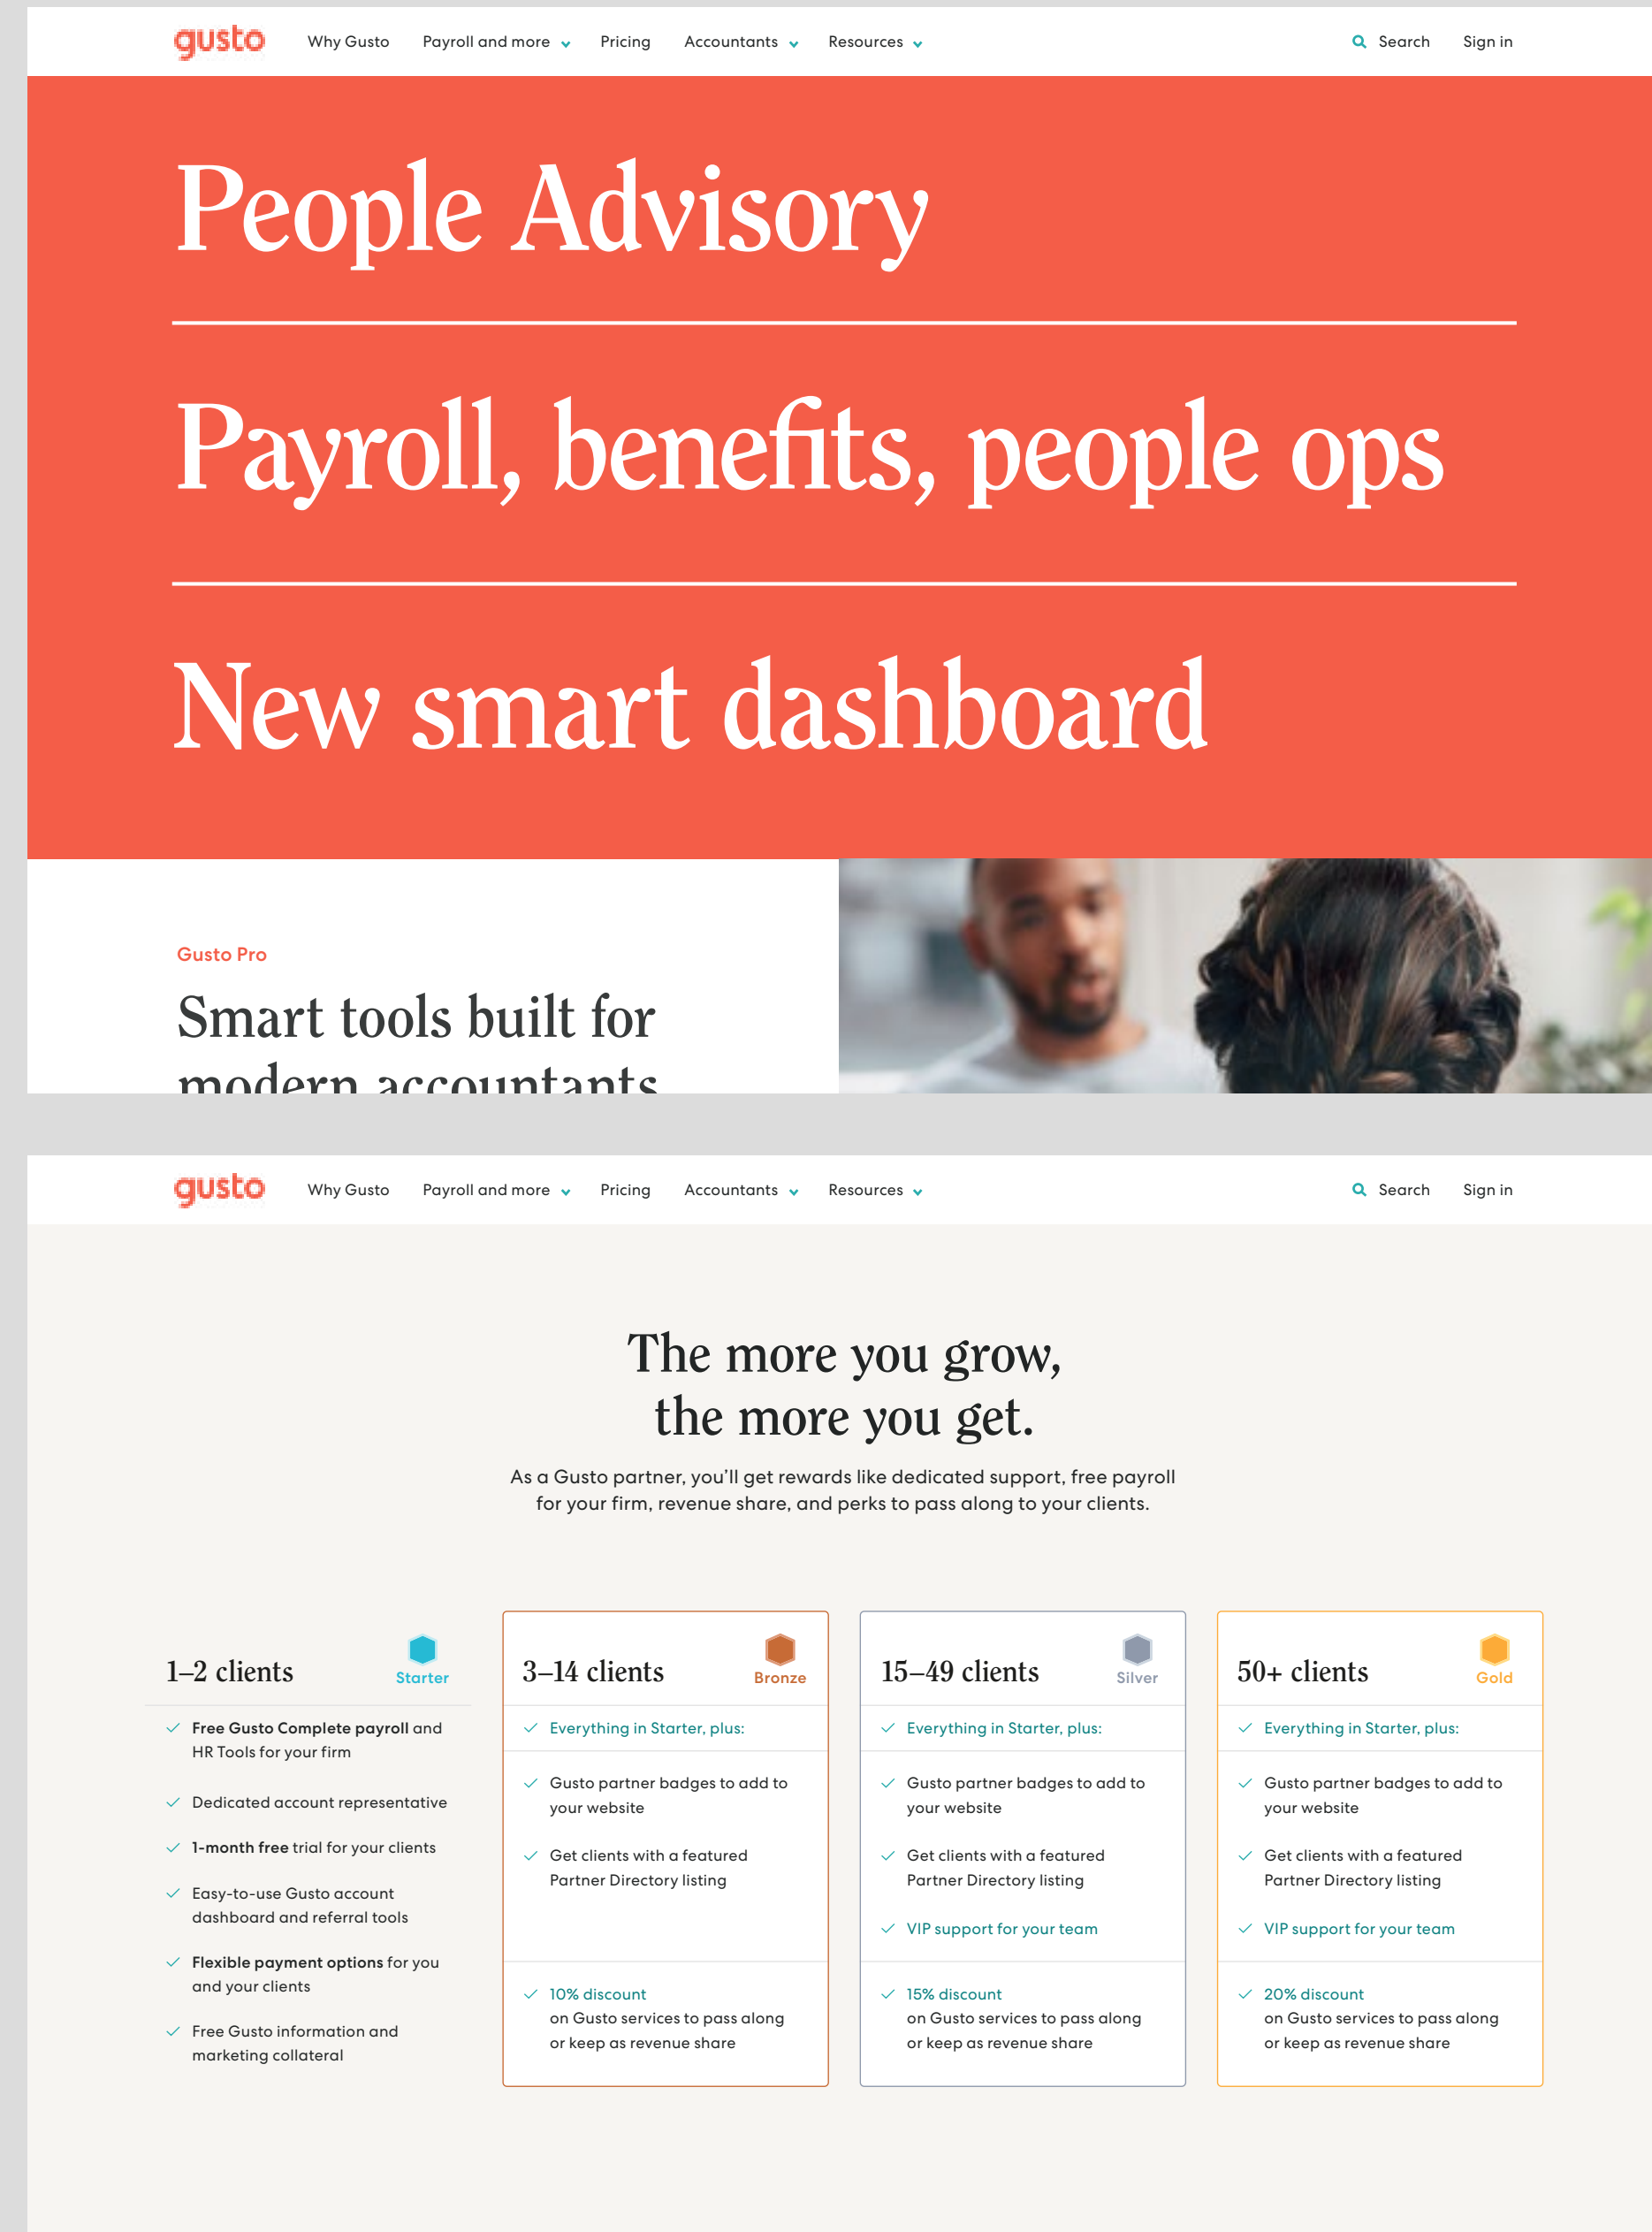 gusto Why Gusto Payroll and more Pricing Accountants Resources Search Sign in
People Advisory
Payroll, benefits, people ops
New smart dashboard
Gusto Pro
Smart tools built for
modern accountants
gusto Why Gusto Payroll and more Pricing Accountants Resources Search Sign in
The more you grow,
the more you get.
As a Gusto partner, you’ll get rewards like dedicated support, free payroll
for your firm, revenue share, and perks to pass along to your clients.
1–2 clients
Starter
Free Gusto Complete payroll and
HR Tools for your firm
Dedicated account representative
1-month free trial for your clients
Easy-to-use Gusto account
dashboard and referral tools
Flexible payment options for you
and your clients
Free Gusto information and
marketing collateral
3–14 clients
Bronze
Everything in Starter, plus:
Gusto partner badges to add to
your website
Get clients with a featured
Partner Directory listing
10% discount
on Gusto services to pass along
or keep as revenue share
15–49 clients
Silver
Everything in Starter, plus:
Gusto partner badges to add to
your website
Get clients with a featured
Partner Directory listing
VIP support for your team
15% discount
on Gusto services to pass along
or keep as revenue share
50+ clients
Gold
Everything in Starter, plus:
Gusto partner badges to add to
your website
Get clients with a featured
Partner Directory listing
VIP support for your team
20% discount
on Gusto services to pass along
or keep as revenue share